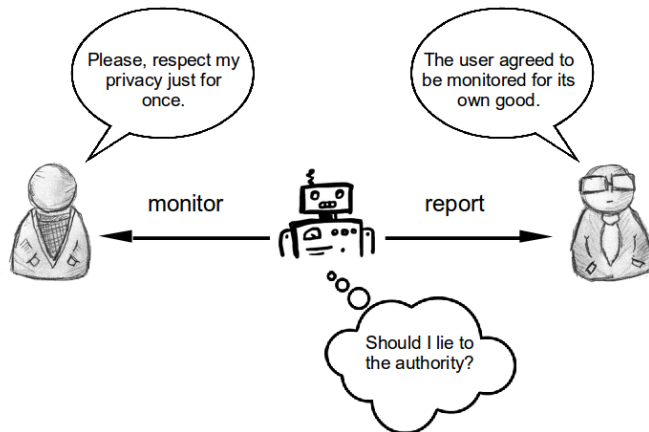 Please, respect my
privacy just for
once.
The user agreed to
be monitored for its
own good.
monitor
report
Should I lie to
the authority?